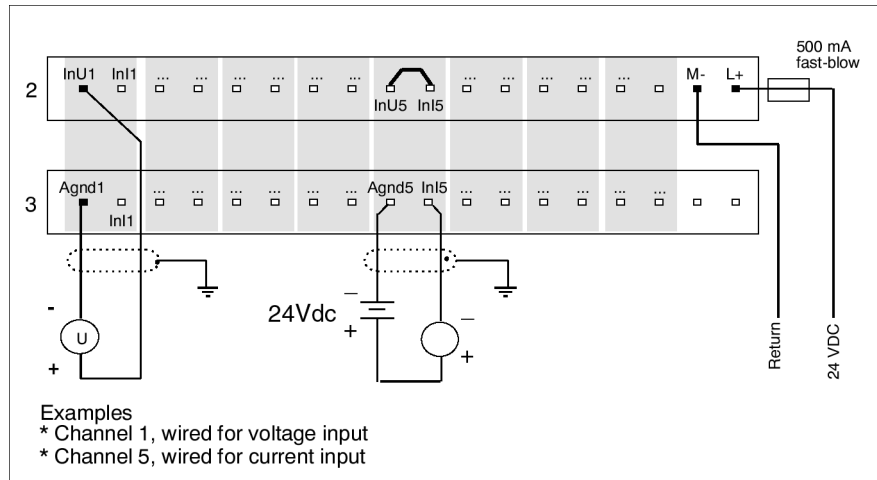 500 mA
fast-blow
2
InU1 InI1 ... ... ... ... ... ... ... ... ... ... M- L+
InU5 InI5
3
Agnd1 ... ... ... ... ... ... Agnd5 InI5 ... ... ... ... ... ...
InI1
24Vdc
−
+
−
+
-
U
+
Return
24 VDC
Examples
* Channel 1, wired for voltage input
* Channel 5, wired for current input